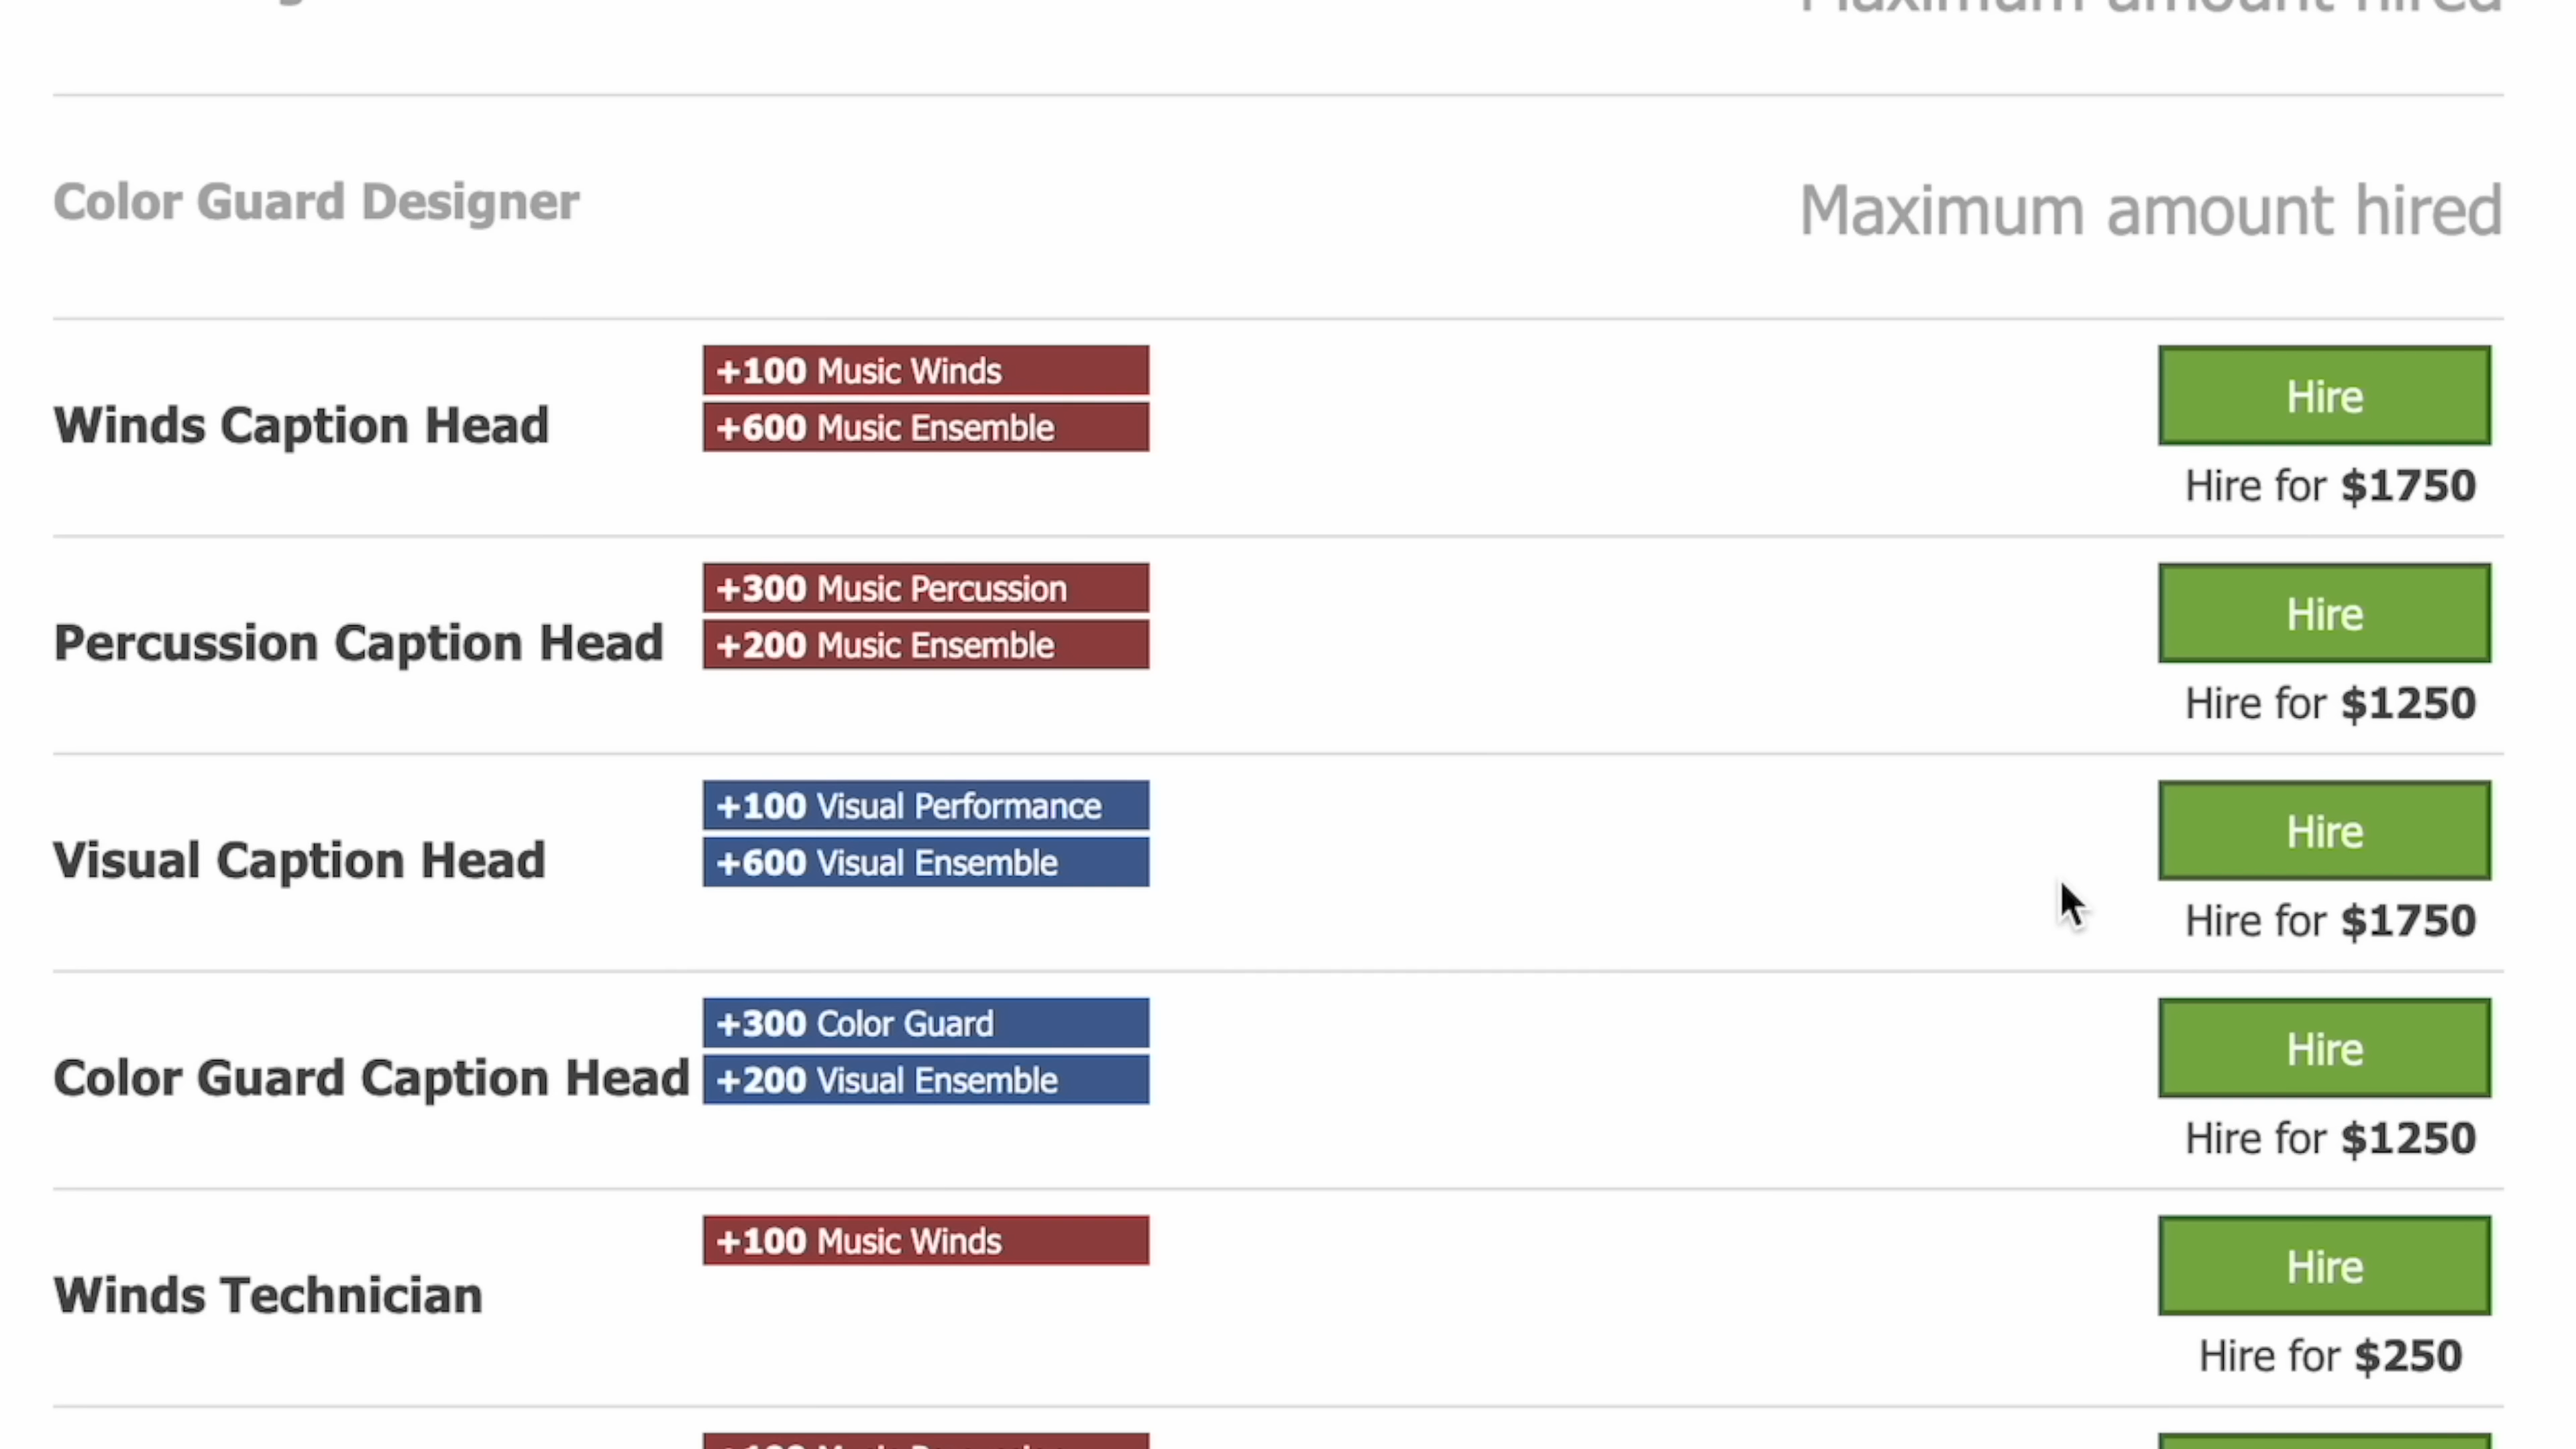 Maximum amount hired
Color Guard Designer
Maximum amount hired
Winds Caption Head
+100 Music Winds
+600 Music Ensemble
Hire
Hire for $1750
Percussion Caption Head
+300 Music Percussion
+200 Music Ensemble
Hire
Hire for $1250
Visual Caption Head
+100 Visual Performance
+600 Visual Ensemble
Hire
Hire for $1750
Color Guard Caption Head
+300 Color Guard
+200 Visual Ensemble
Hire
Hire for $1250
Winds Technician
+100 Music Winds
Hire
Hire for $250